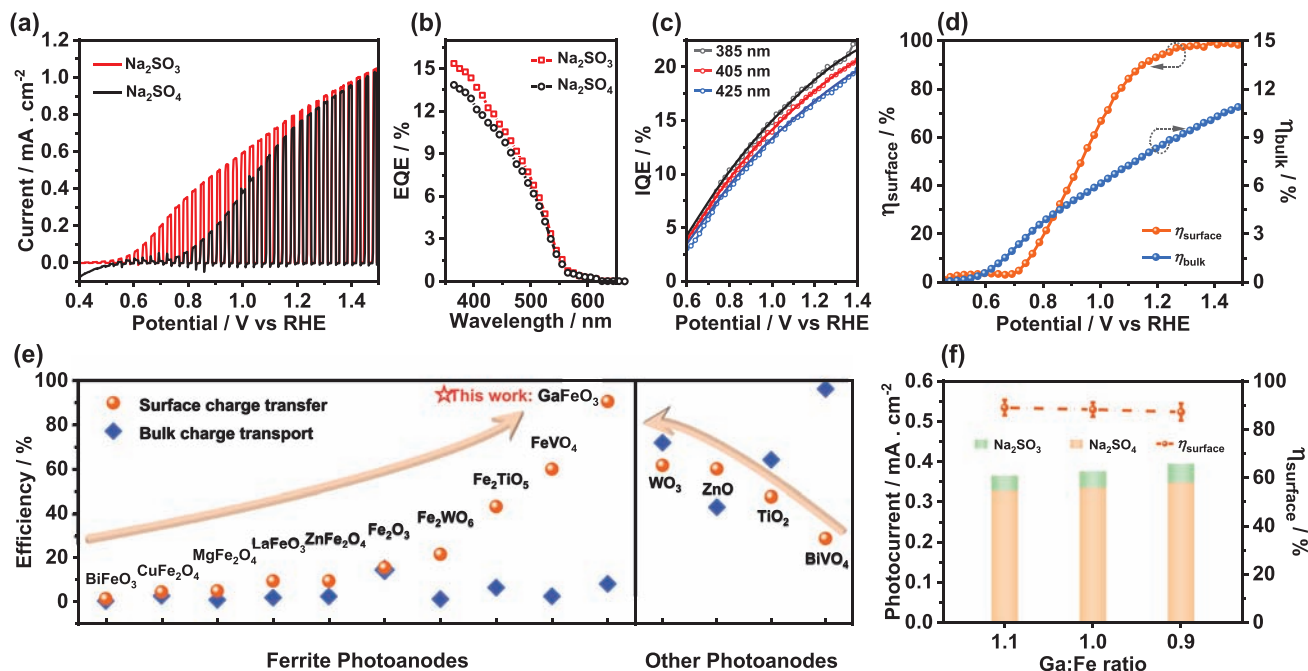 (a)
1.2
1.0
0.8
0.6
0.4
0.2
0.0
Current / mA . cm⁻²
Na₂SO₃
Na₂SO₄
0.4 0.6 0.8 1.0 1.2 1.4
Potential / V vs RHE
(b)
18
15
12
9
6
3
0
EQE / %
Na₂SO₃
Na₂SO₄
400 500 600
Wavelength / nm
(c)
20
15
10
5
0
IQE / %
385 nm
405 nm
425 nm
0.6 0.8 1.0 1.2 1.4
Potential / V vs RHE
(d)
100
80
60
40
20
0
ηsurface / %
15
12
9
6
3
0
ηbulk / %
ηsurface
ηbulk
0.6 0.8 1.0 1.2 1.4
Potential / V vs RHE
(e)
100
80
60
40
20
0
Efficiency / %
Surface charge transfer
Bulk charge transport
This work: GaFeO₃
BiFeO₃
CuFe₂O₄
MgFe₂O₄
LaFeO₃
ZnFe₂O₄
Fe₂O₃
Fe₂WO₆
Fe₂TiO₅
FeVO₄
WO₃
ZnO
TiO₂
BiVO₄
Ferrite Photoanodes
Other Photoanodes
(f)
0.6
0.5
0.4
0.3
0.2
0.1
0.0
Photocurrent / mA . cm⁻²
Na₂SO₃
Na₂SO₄
ηsurface
100
80
60
40
20
0
ηsurface / %
1.1 1.0 0.9
Ga:Fe ratio